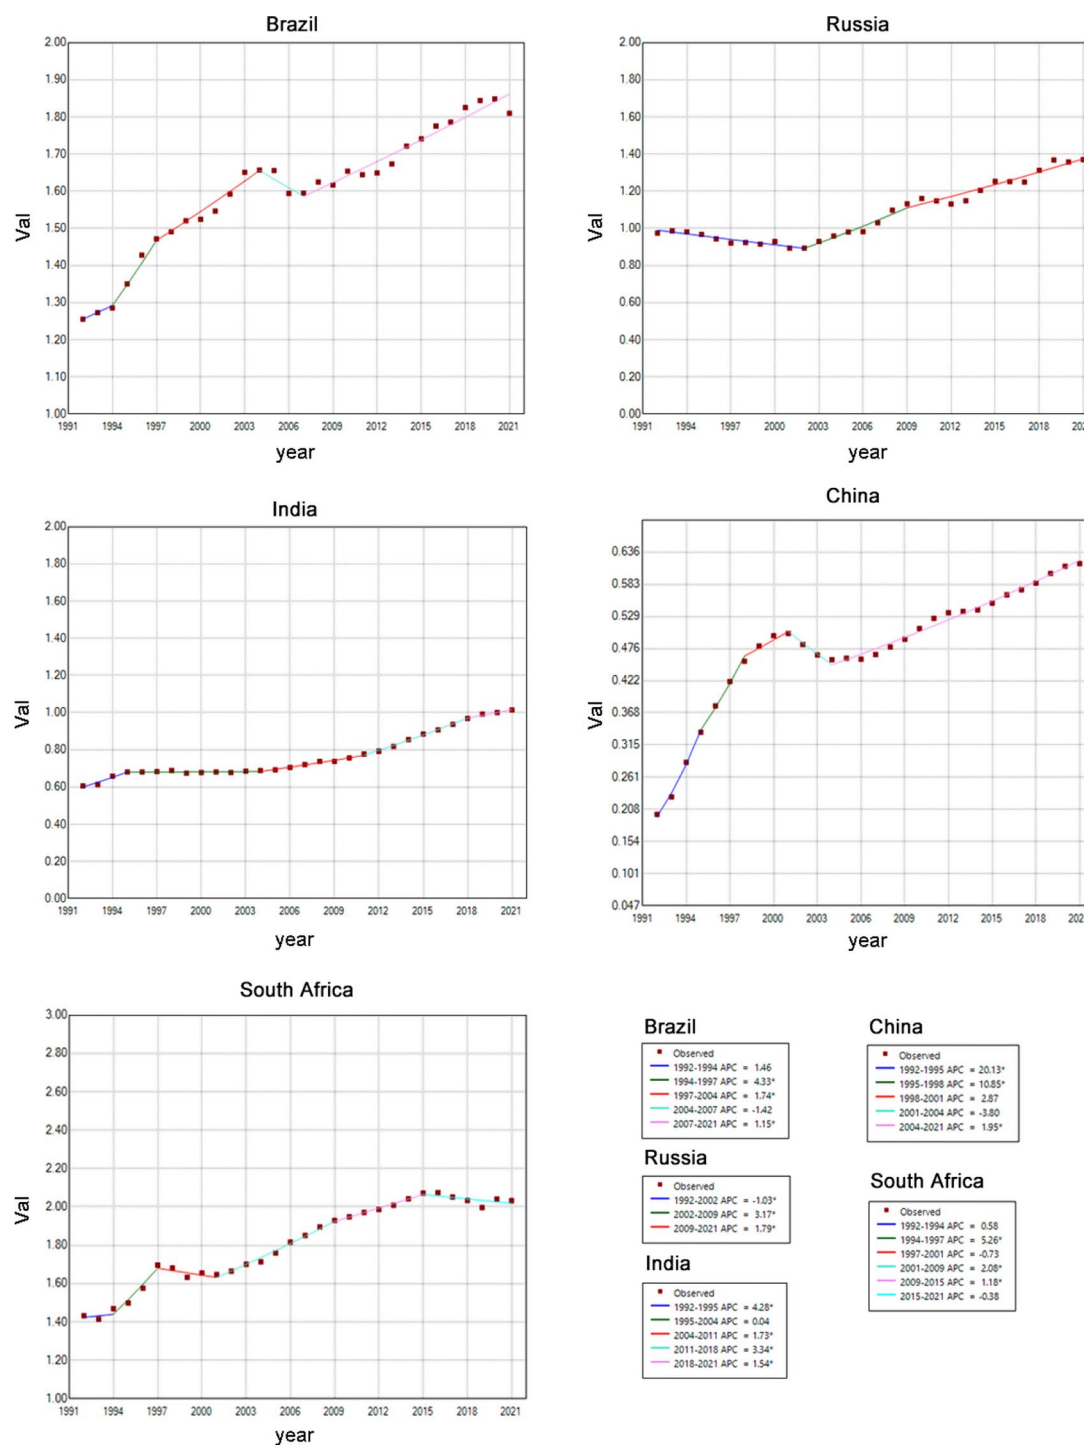 Brazil
2.00
1.90
1.80
1.70
1.60
1.50
1.40
1.30
1.20
1.10
1.00
Val
1991 1994 1997 2000 2003 2006 2009 2012 2015 2018 2021
year
Russia
2.00
1.80
1.60
1.40
1.20
1.00
0.80
0.60
0.40
0.20
0.00
Val
1991 1994 1997 2000 2003 2006 2009 2012 2015 2018 202
year
India
2.00
1.80
1.60
1.40
1.20
1.00
0.80
0.60
0.40
0.20
0.00
Val
1991 1994 1997 2000 2003 2006 2009 2012 2015 2018 2021
year
China
0.636
0.583
0.529
0.476
0.422
0.368
0.315
0.261
0.208
0.154
0.101
0.047
Val
1991 1994 1997 2000 2003 2006 2009 2012 2015 2018 202
year
South Africa
3.00
2.80
2.60
2.40
2.20
2.00
1.80
1.60
1.40
1.20
1.00
Val
1991 1994 1997 2000 2003 2006 2009 2012 2015 2018 2021
year
Brazil
Observed
1992-1994 APC = 1.46
1994-1997 APC = 4.33*
1997-2004 APC = 1.74*
2004-2007 APC = -1.42
2007-2021 APC = 1.15*
Russia
Observed
1992-2002 APC = -1.03*
2002-2009 APC = 3.17*
2009-2021 APC = 1.79*
India
Observed
1992-1995 APC = 4.28*
1995-2004 APC = 0.04
2004-2011 APC = 1.73*
2011-2018 APC = 3.34*
2018-2021 APC = 1.54*
China
Observed
1992-1995 APC = 20.13*
1995-1998 APC = 10.85*
1998-2001 APC = 2.87
2001-2004 APC = -3.80
2004-2021 APC = 1.95*
South Africa
Observed
1992-1994 APC = 0.58
1994-1997 APC = 5.26*
1997-2001 APC = -0.73
2001-2009 APC = 2.08*
2009-2015 APC = 1.18*
2015-2021 APC = -0.38